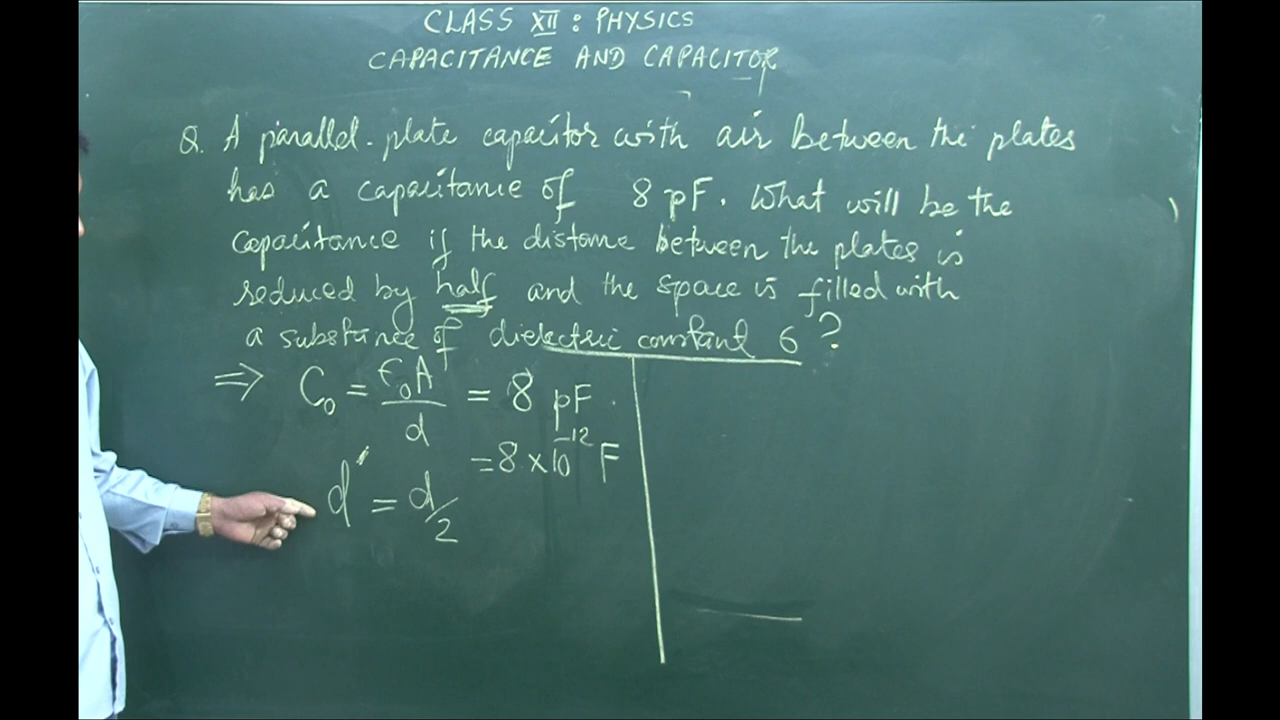 CLASS XII : PHYSICS
CAPACITANCE AND CAPACITOR
Q. A parallel-plate capacitor with air between the plates
has a capacitance of 8 pF. What will be the
capacitance if the distance between the plates is
reduced by half and the space is filled with
a substance of dielectric constant 6 ?
⇒ C₀ = ε₀A/d = 8 pF.
= 8 × 10⁻¹² F
d' = d/2